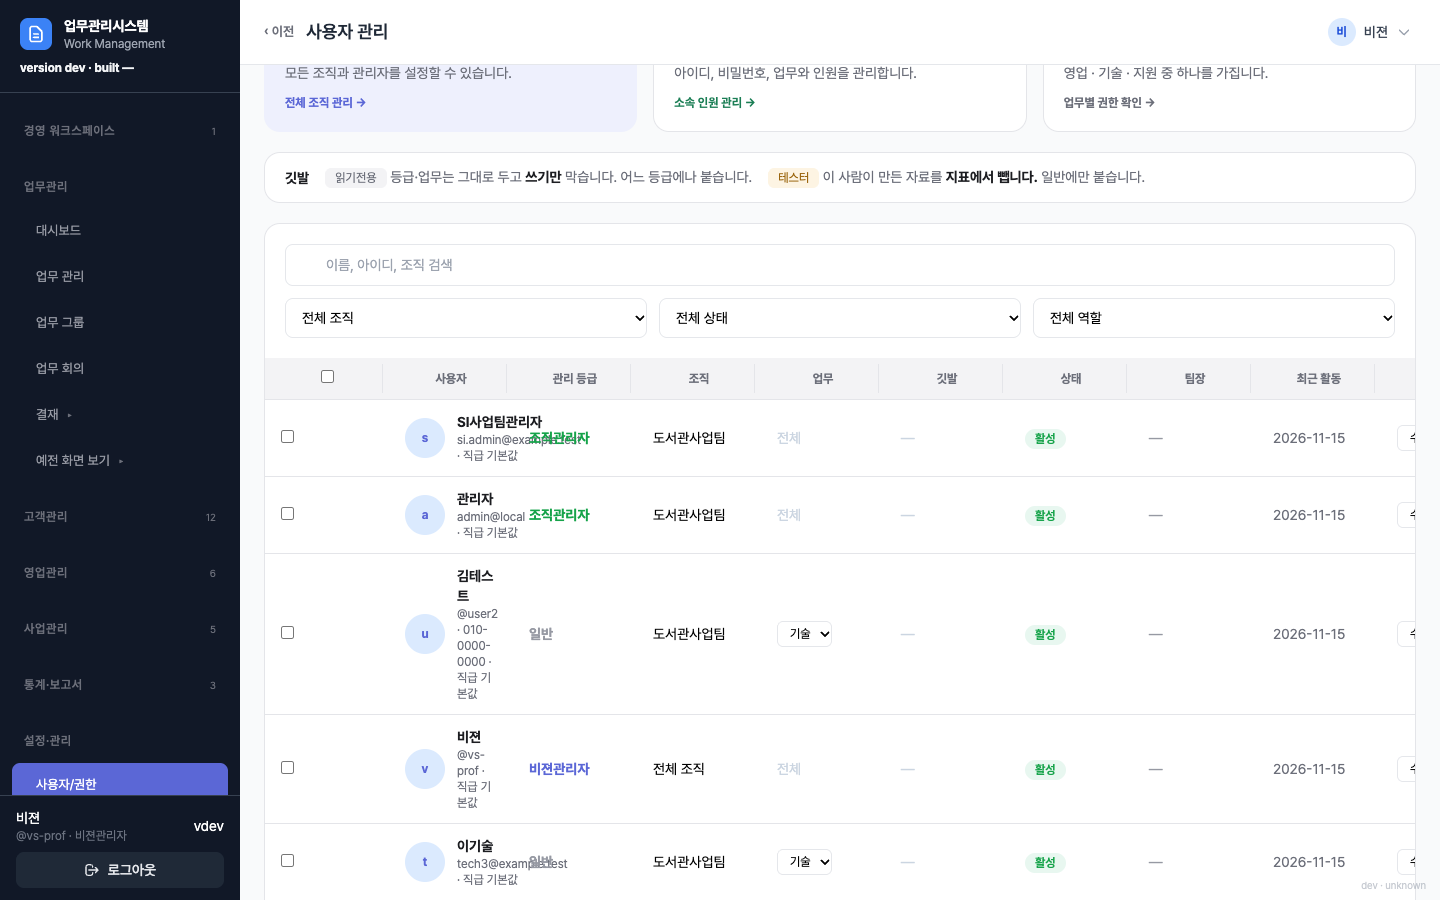 업무관리시스템
Work Management
version dev · built —
경영 워크스페이스 1
업무관리
대시보드
업무 관리
업무 그룹
업무 회의
결재 ▸
예전 화면 보기 ▸
고객관리 12
영업관리 6
사업관리 5
통계·보고서 3
설정·관리
사용자/권한
비젼
@vs-prof · 비젼관리자
vdev
로그아웃
‹ 이전 사용자 관리
비 비젼
모든 조직과 관리자를 설정할 수 있습니다.
전체 조직 관리 →
아이디, 비밀번호, 업무와 인원을 관리합니다.
소속 인원 관리 →
영업 · 기술 · 지원 중 하나를 가집니다.
업무별 권한 확인 →
깃발 읽기전용 등급·업무는 그대로 두고 쓰기만 막습니다. 어느 등급에나 붙습니다. 테스터 이 사람이 만든 자료를 지표에서 뺍니다. 일반에만 붙습니다.
이름, 아이디, 조직 검색
전체 조직 전체 상태 전체 역할
사용자 관리 등급 조직 업무 깃발 상태 팀장 최근 활동
s SI사업팀관리자
si.admin@example.test
· 직급 기본값
조직관리자 도서관사업팀 전체 — 활성 — 2026-11-15
a 관리자
admin@local
· 직급 기본값
조직관리자 도서관사업팀 전체 — 활성 — 2026-11-15
u 김테스
트
@user2
· 010-
0000-
0000 ·
직급 기
본값
일반 도서관사업팀 기술 — 활성 — 2026-11-15
v 비젼
@vs-
prof ·
직급 기
본값
비젼관리자 전체 조직 전체 — 활성 — 2026-11-15
t 이기술
tech3@example.test
· 직급 기본값
일반 도서관사업팀 기술 — 활성 — 2026-11-15
dev · unknown